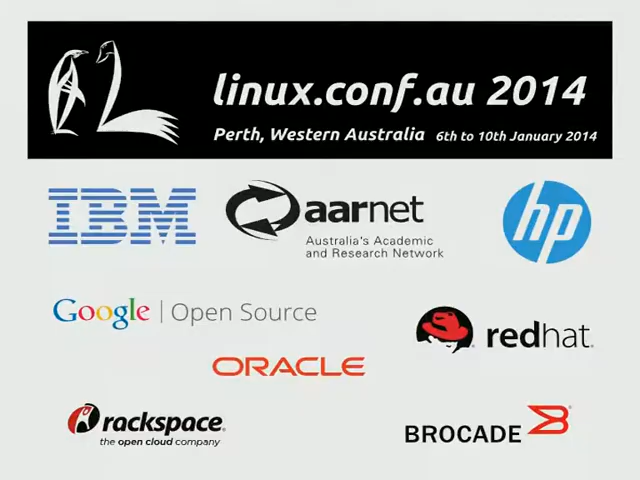 linux.conf.au 2014
Perth, Western Australia 6th to 10th January 2014
IBM
aarnet
Australia's Academic
and Research Network
hp
Google | Open Source
redhat.
ORACLE
rackspace
the open cloud company
BROCADE